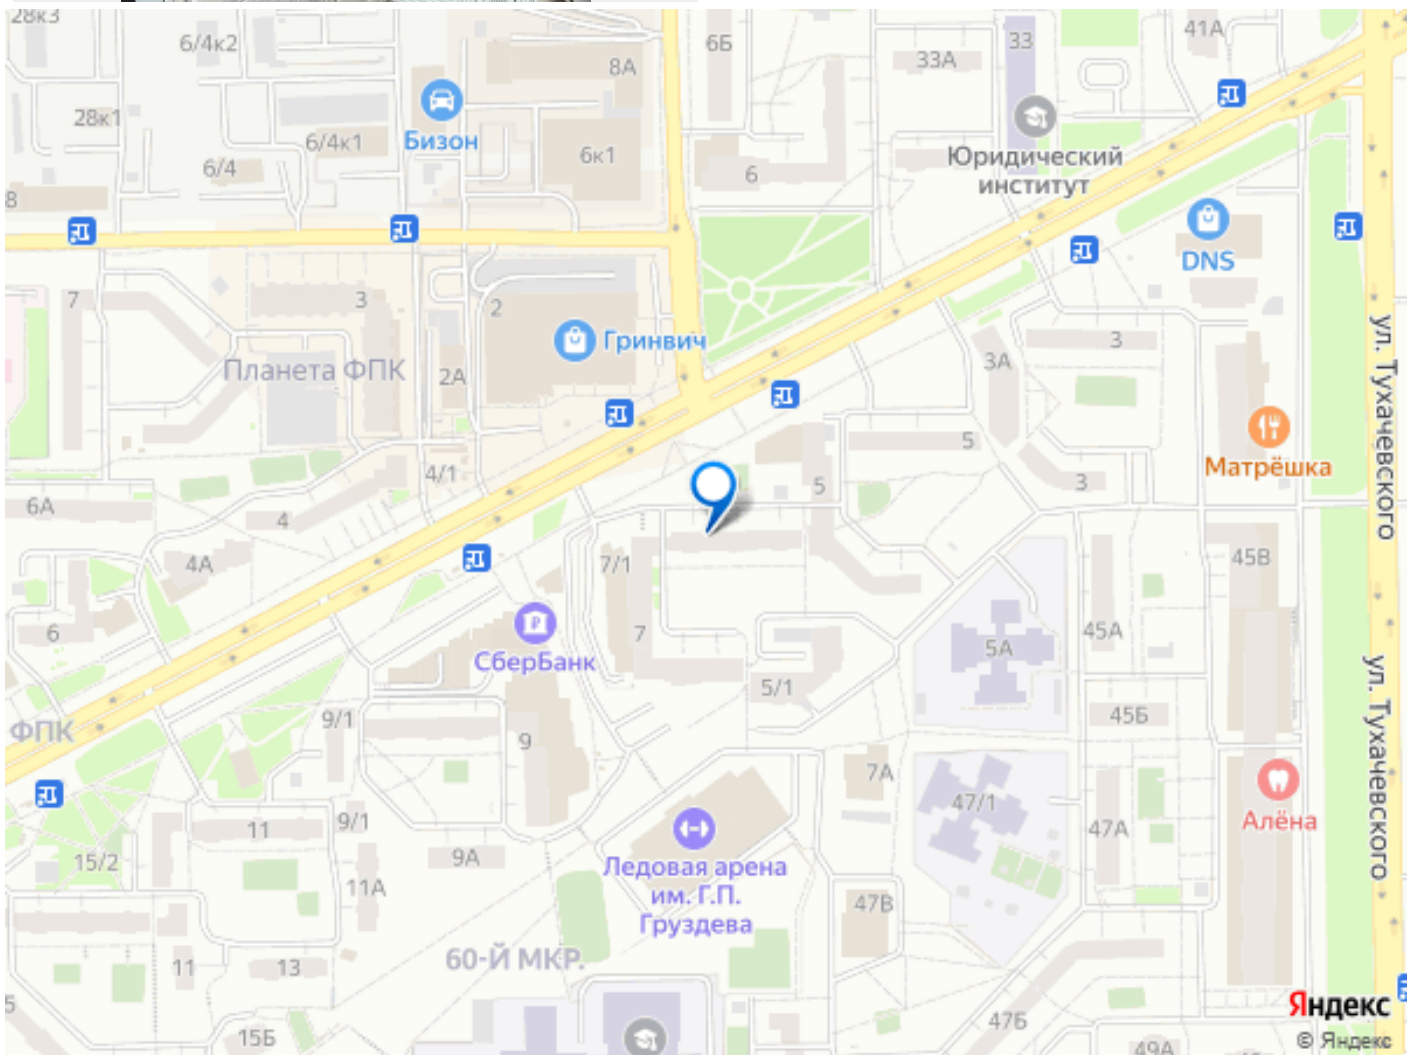 28к3
6/4к2
8А
6Б
33А
33
41А
28к1
6/4к1
Бизон
6к1
6/4
6
Юридический
институт
8
DNS
7
3
2
Гринвич
3
3А
ул. Тухачевского
Планета ФПК
2А
5
Матрёшка
4/1
5
3
6А
4
4А
7/1
45В
6
7
СберБанк
5А
45А
5/1
ул. Тухачевского
ФПК
9/1
45Б
9
7А
47/1
Алёна
11
9/1
47А
15/2
9А
Ледовая арена
им. Г.П.
Груздева
11А
47В
60-Й МКР.
11
13
5
Яндекс
47Б
15Б
© Яндекс
49А